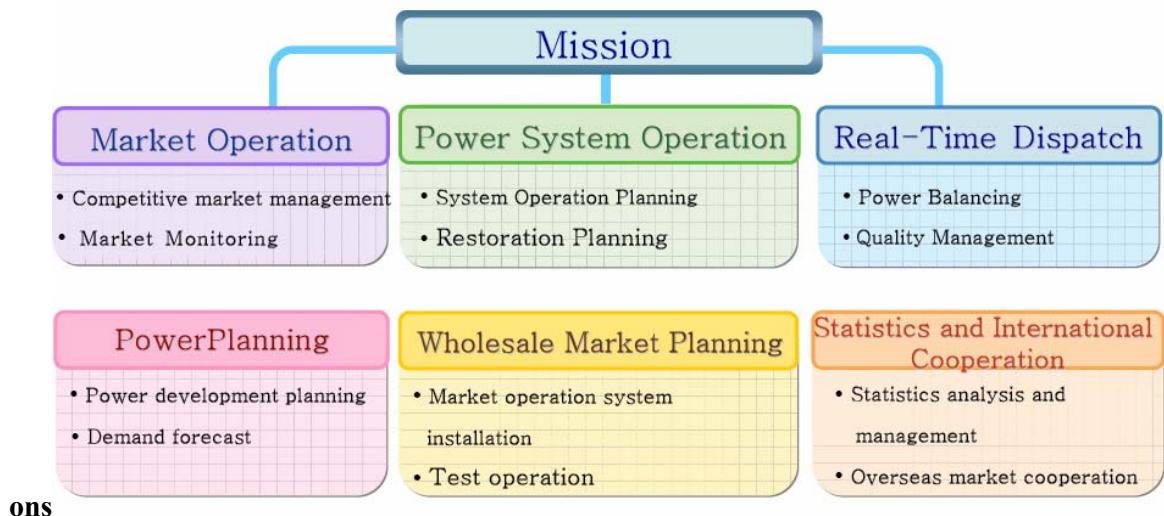 Mission
Market Operation
• Competitive market management
• Market Monitoring
Power System Operation
• System Operation Planning
• Restoration Planning
Real-Time Dispatch
• Power Balancing
• Quality Management
PowerPlanning
• Power development planning
• Demand forecast
Wholesale Market Planning
• Market operation system
installation
• Test operation
Statistics and International
Cooperation
• Statistics analysis and
management
• Overseas market cooperation
ons